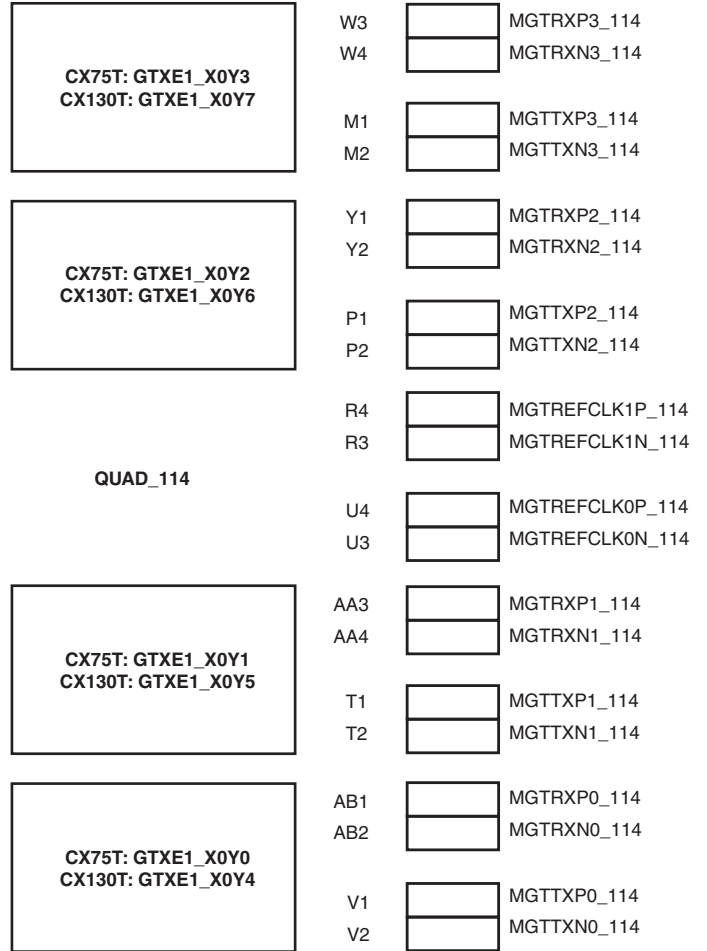 W3 MGTRXP3_114
W4 MGTRXN3_114
CX75T: GTXE1_X0Y3
CX130T: GTXE1_X0Y7
M1 MGTTXP3_114
M2 MGTTXN3_114
Y1 MGTRXP2_114
Y2 MGTRXN2_114
CX75T: GTXE1_X0Y2
CX130T: GTXE1_X0Y6
P1 MGTTXP2_114
P2 MGTTXN2_114
R4 MGTREFCLK1P_114
R3 MGTREFCLK1N_114
QUAD_114
U4 MGTREFCLK0P_114
U3 MGTREFCLK0N_114
AA3 MGTRXP1_114
AA4 MGTRXN1_114
CX75T: GTXE1_X0Y1
CX130T: GTXE1_X0Y5
T1 MGTTXP1_114
T2 MGTTXN1_114
AB1 MGTRXP0_114
AB2 MGTRXN0_114
CX75T: GTXE1_X0Y0
CX130T: GTXE1_X0Y4
V1 MGTTXP0_114
V2 MGTTXN0_114